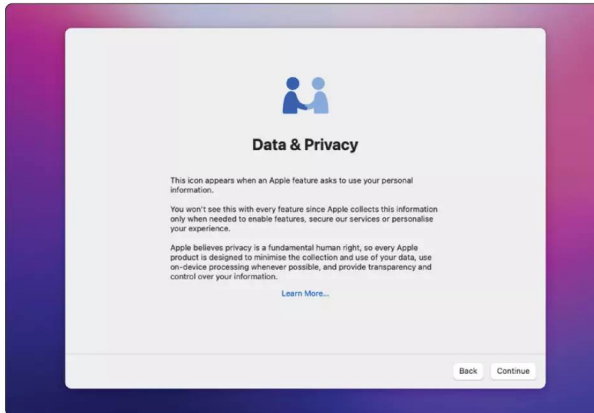 Data & Privacy
This icon appears when an Apple feature asks to use your personal
information.
You won't see this with every feature since Apple collects this information
only when needed to enable features, secure our services or personalise
your experience.
Apple believes privacy is a fundamental human right, so every Apple
product is designed to minimise the collection and use of your data, use
on-device processing whenever possible, and provide transparency and
control over your information.
Learn More...
Back Continue